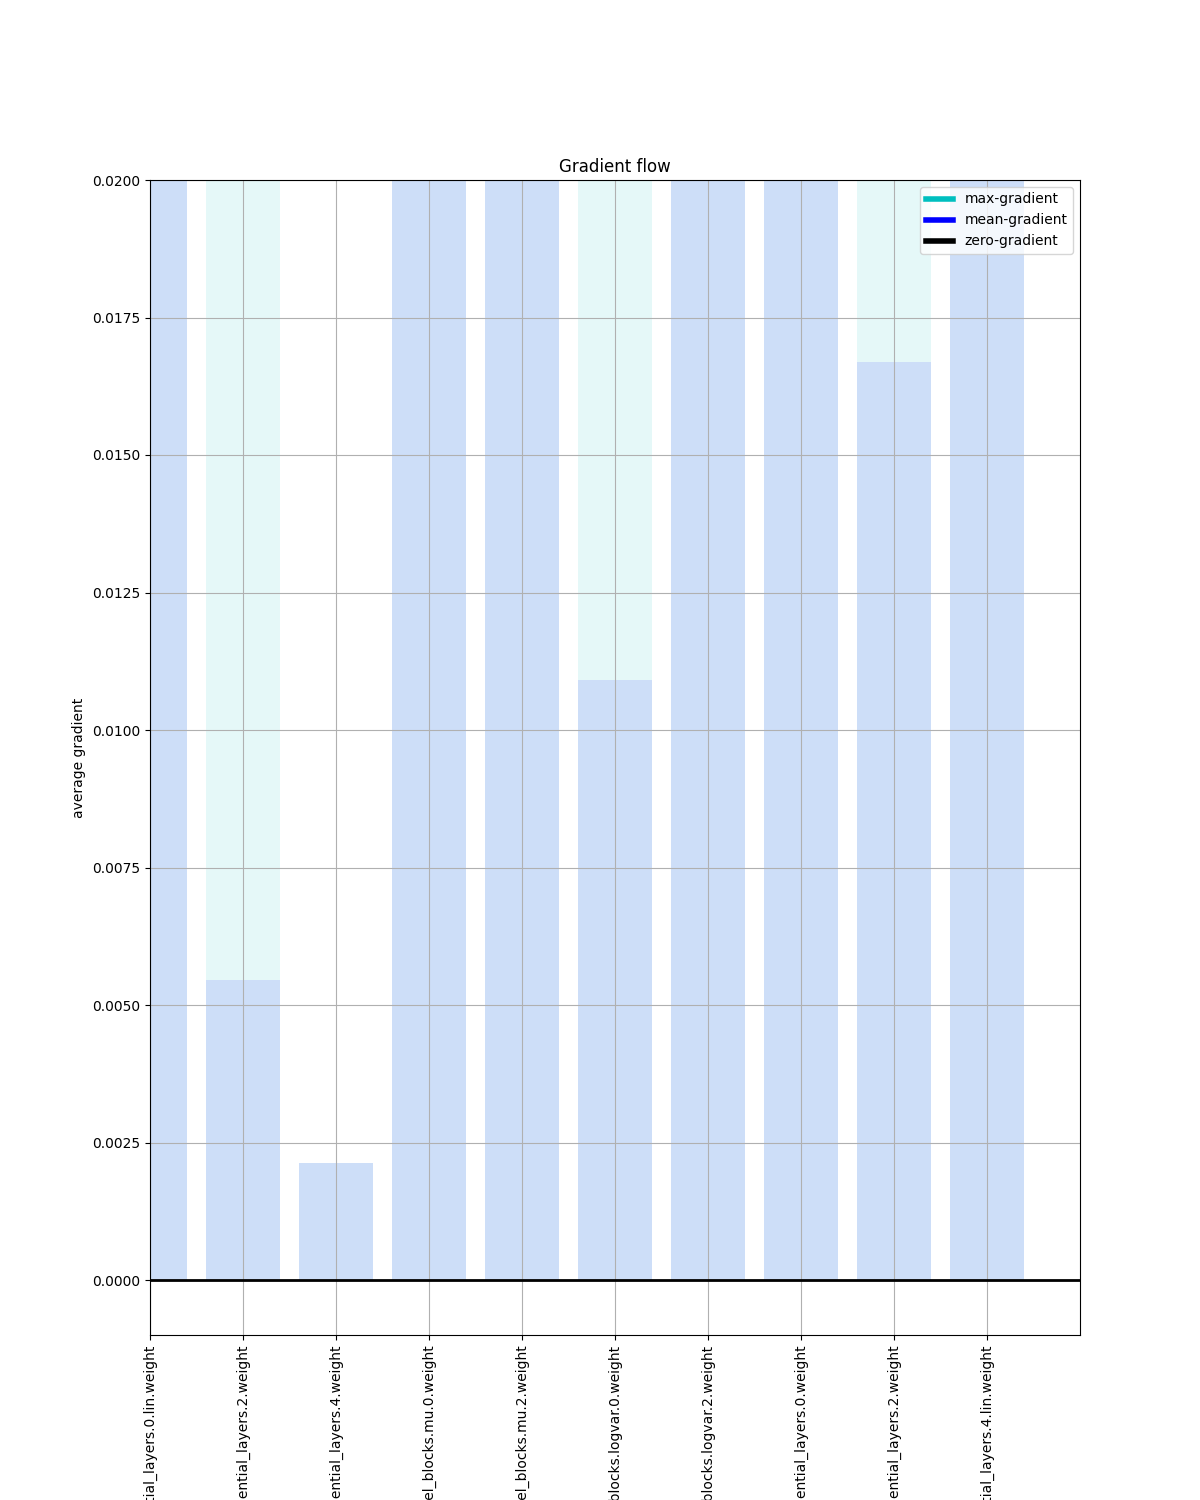 Gradient flow
max-gradient
mean-gradient
zero-gradient
0.0200
0.0175
0.0150
0.0125
0.0100
0.0075
0.0050
0.0025
0.0000
average gradient
tial_layers.0.lin.weight
ential_layers.2.weight
ential_layers.4.weight
el_blocks.mu.0.weight
el_blocks.mu.2.weight
blocks.logvar.0.weight
blocks.logvar.2.weight
ential_layers.0.weight
ential_layers.2.weight
tial_layers.4.lin.weight